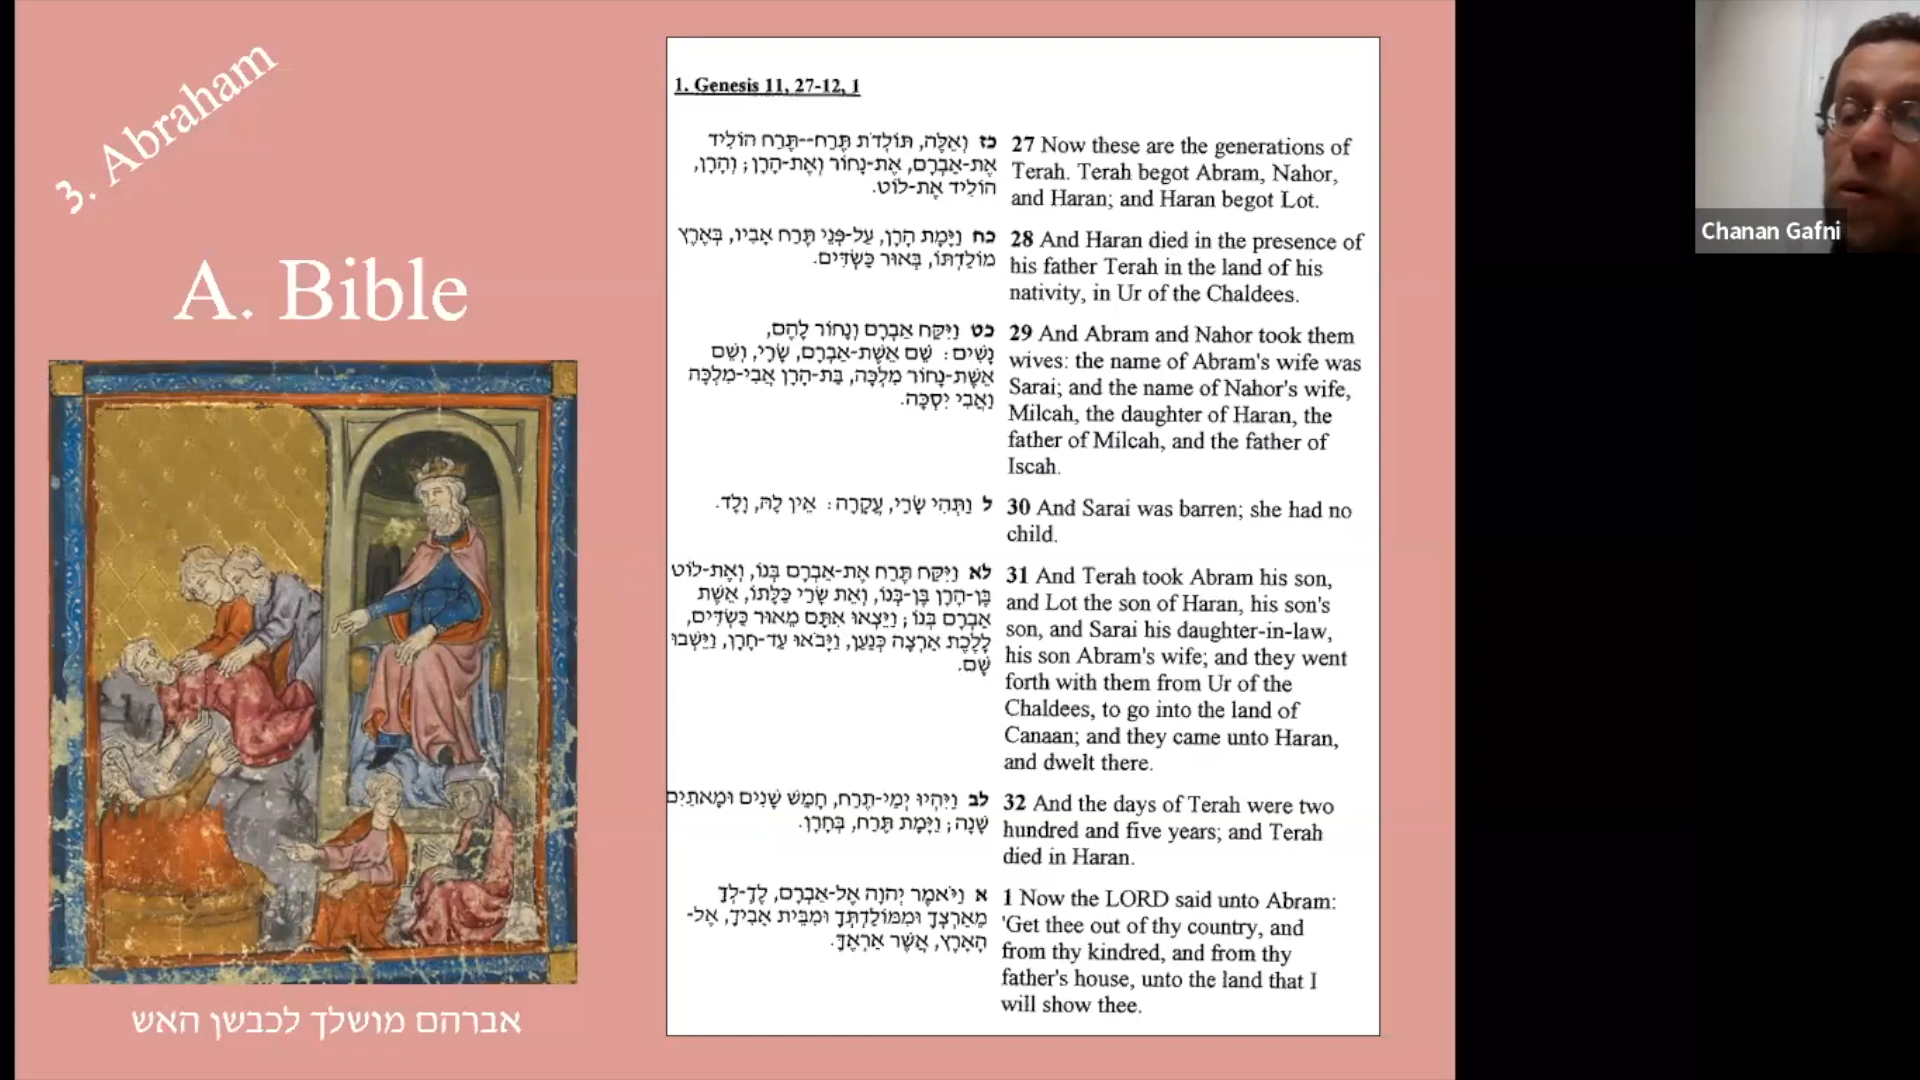 3. Abraham
A. Bible
אברהם מושלך לכבשן האש
1. Genesis 11, 27-12, 1
כז וְאֵלֶּה, תּוֹלְדֹת תֶּרַח--תֶּרַח הוֹלִיד
אֶת-אַבְרָם, אֶת-נָחוֹר וְאֶת-הָרָן; וְהָרָן,
הוֹלִיד אֶת-לוֹט.
27 Now these are the generations of
Terah. Terah begot Abram, Nahor,
and Haran; and Haran begot Lot.
כח וַיָּמָת הָרָן, עַל-פְּנֵי תֶּרַח אָבִיו, בְּאֶרֶץ
מוֹלַדְתּוֹ, בְּאוּר כַּשְׂדִּים.
28 And Haran died in the presence of
his father Terah in the land of his
nativity, in Ur of the Chaldees.
כט וַיִּקַּח אַבְרָם וְנָחוֹר לָהֶם,
נָשִׁים: שֵׁם אֵשֶׁת-אַבְרָם, שָׂרָי, וְשֵׁם
אֵשֶׁת-נָחוֹר מִלְכָּה, בַּת-הָרָן אֲבִי-מִלְכָּה
וַאֲבִי יִסְכָּה.
29 And Abram and Nahor took them
wives: the name of Abram's wife was
Sarai; and the name of Nahor's wife,
Milcah, the daughter of Haran, the
father of Milcah, and the father of
Iscah.
ל וַתְּהִי שָׂרַי, עֲקָרָה: אֵין לָהּ, וָלָד.
30 And Sarai was barren; she had no
child.
לא וַיִּקַּח תֶּרַח אֶת-אַבְרָם בְּנוֹ, וְאֶת-לוֹט
בֶּן-הָרָן בֶּן-בְּנוֹ, וְאֵת שָׂרַי כַּלָּתוֹ, אֵשֶׁת
אַבְרָם בְּנוֹ; וַיֵּצְאוּ אִתָּם מֵאוּר כַּשְׂדִּים,
לָלֶכֶת אַרְצָה כְּנַעַן, וַיָּבֹאוּ עַד-חָרָן, וַיֵּשְׁבוּ
שָׁם.
31 And Terah took Abram his son,
and Lot the son of Haran, his son's
son, and Sarai his daughter-in-law,
his son Abram's wife; and they went
forth with them from Ur of the
Chaldees, to go into the land of
Canaan; and they came unto Haran,
and dwelt there.
לב וַיִּהְיוּ יְמֵי-תֶרַח, חָמֵשׁ שָׁנִים וּמָאתַיִם
שָׁנָה; וַיָּמָת תֶּרַח, בְּחָרָן.
32 And the days of Terah were two
hundred and five years; and Terah
died in Haran.
א וַיֹּאמֶר יְהוָה אֶל-אַבְרָם, לֶךְ-לְךָ
מֵאַרְצְךָ וּמִמּוֹלַדְתְּךָ וּמִבֵּית אָבִיךָ, אֶל-
הָאָרֶץ, אֲשֶׁר אַרְאֶךָּ.
1 Now the LORD said unto Abram:
'Get thee out of thy country, and
from thy kindred, and from thy
father's house, unto the land that I
will show thee.
Chanan Gafni